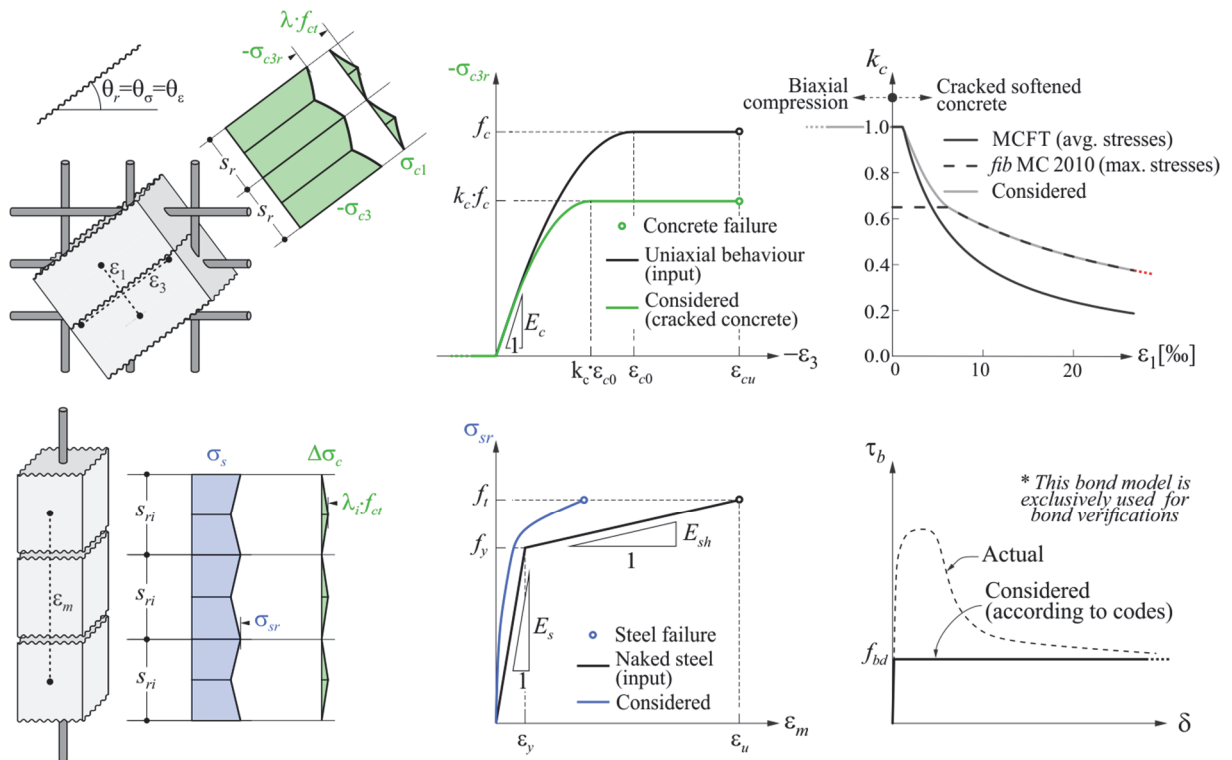 θr=θσ=θε
λ·fct
-σc3r
sr
sr
σc1
-σc3
ε1
ε3
-σc3r
fc
kc·fc
Concrete failure
Uniaxial behaviour
(input)
Considered
(cracked concrete)
Ec
1
kc·εc0
εc0
εcu
−ε3
kc
Biaxial
compression
Cracked softened
concrete
1.0
MCFT (avg. stresses)
fib MC 2010 (max. stresses)
Considered
0.8
0.6
0.4
0.2
0.0
0
10
20
ε1[‰]
σs
Δσc
λi·fct
sri
sri
sri
εm
σsr
σsr
ft
fy
Esh
1
Es
1
Steel failure
Naked steel
(input)
Considered
εy
εu
εm
τb
* This bond model is
exclusively used for
bond verifications
Actual
Considered
(according to codes)
fbd
δ